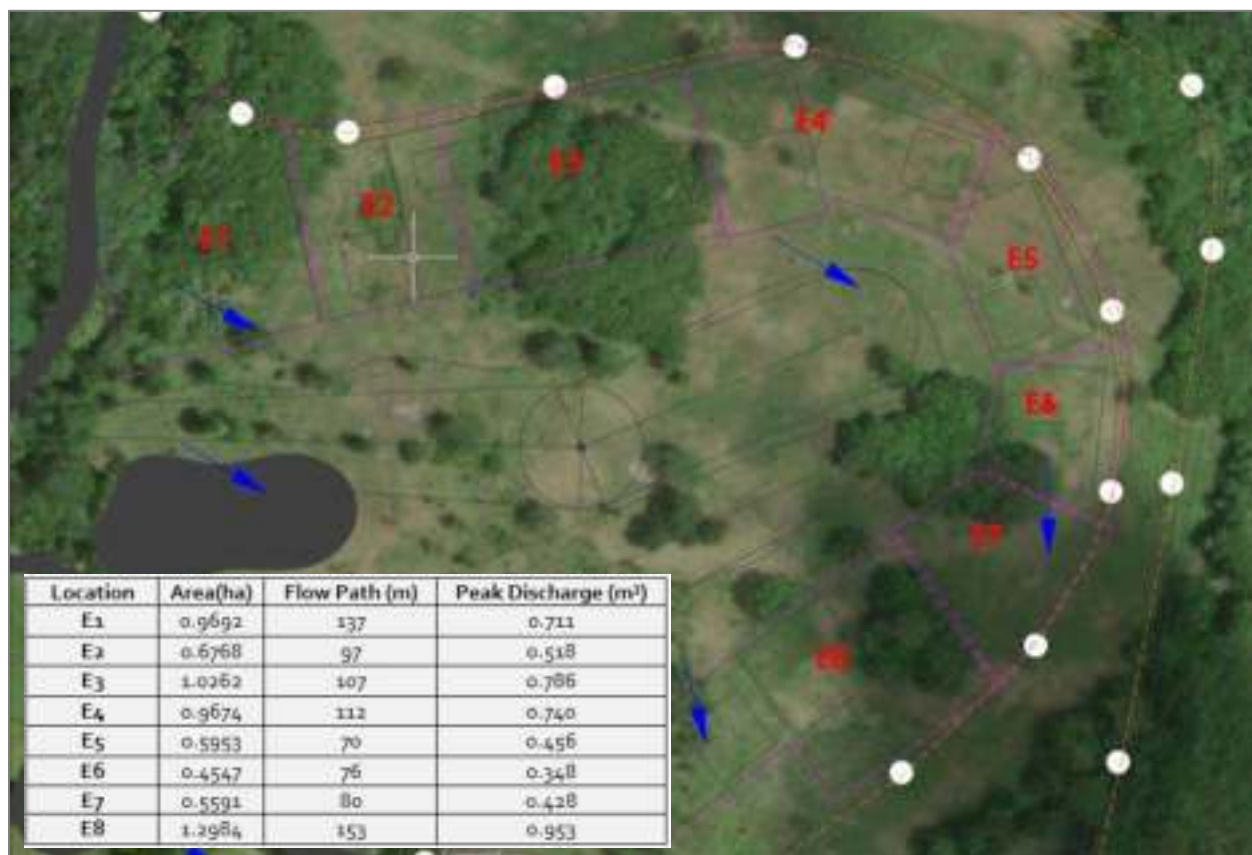 E4
E3
E2
E1
E5
E6
E7
E8
Location Area(ha) Flow Path (m) Peak Discharge (m³)
E1 0.9692 137 0.711
E2 0.6768 97 0.518
E3 1.0262 107 0.786
E4 0.9674 112 0.740
E5 0.5953 70 0.456
E6 0.4547 76 0.348
E7 0.5591 80 0.428
E8 1.2984 153 0.953